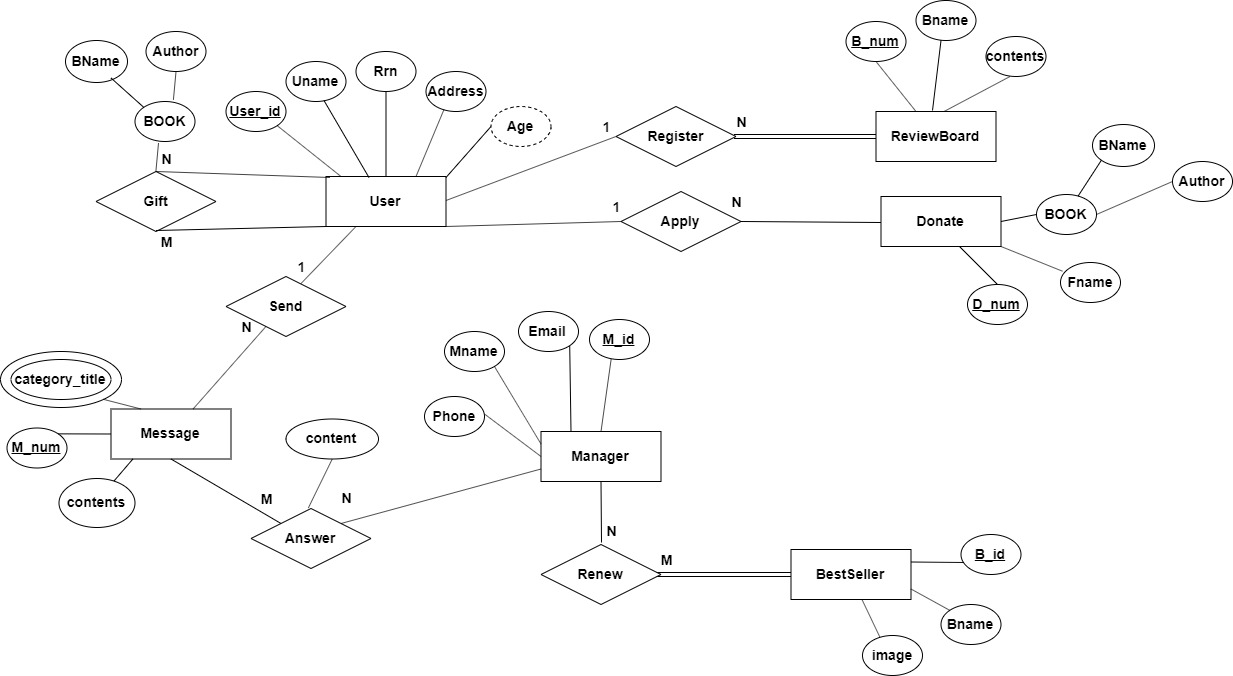 Bname
B_num
Author
BName
contents
Rrn
Uname
Address
User_id
BOOK
Age
N
1
Register
ReviewBoard
BName
N
Gift
User
Author
1
N
Apply
Donate
BOOK
M
1
Send
Fname
D_num
N
Email
M_id
Mname
category_title
Phone
Message
content
M_num
Manager
contents
M
N
Answer
N
B_id
M
Renew
BestSeller
Bname
image